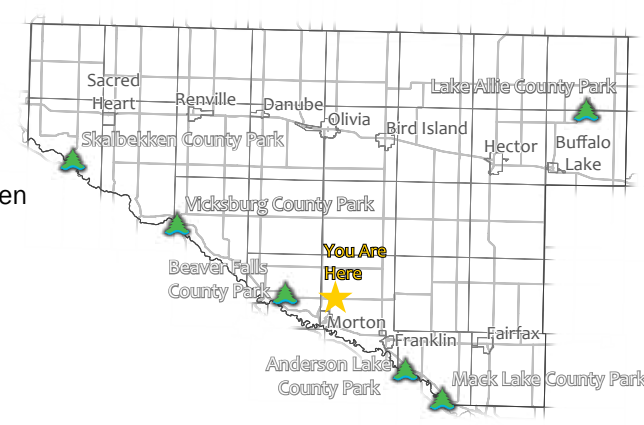 Sacred
Heart
Renville
Danube
Olivia
Bird Island
Lake Allie County Park
Hector
Buffalo
Lake
Skalbekken County Park
en
Vicksburg County Park
You Are
Here
Beaver Falls
County Park
Morton
Franklin
Fairfax
Anderson Lake
County Park
Mack Lake County Park